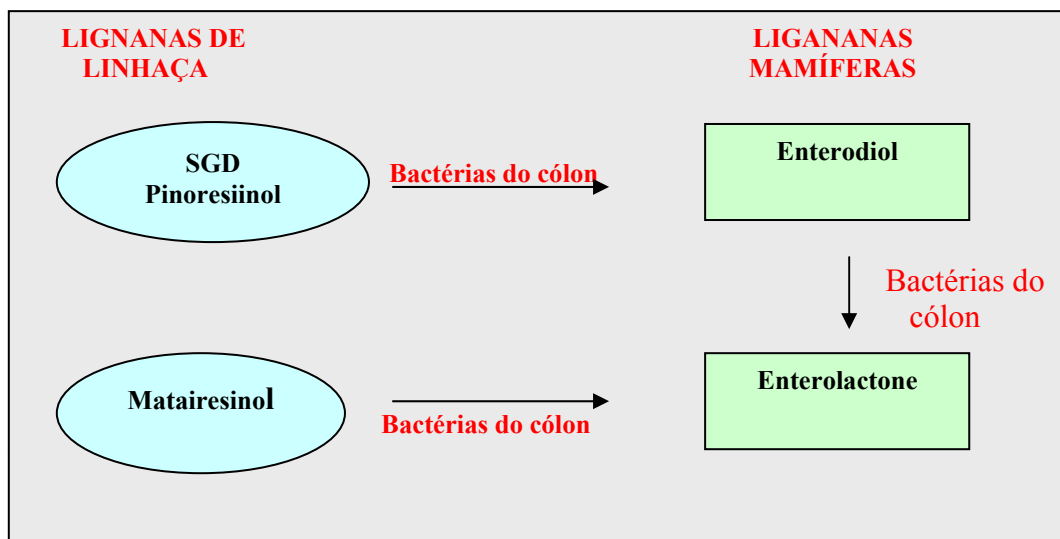 LIGNANAS DE
LINHAÇA
LIGANANAS
MAMÍFERAS
SGD
Pinoresiinol
Bactérias do cólon
Enterodiol
Bactérias do
cólon
Matairesinol
Bactérias do cólon
Enterolactone